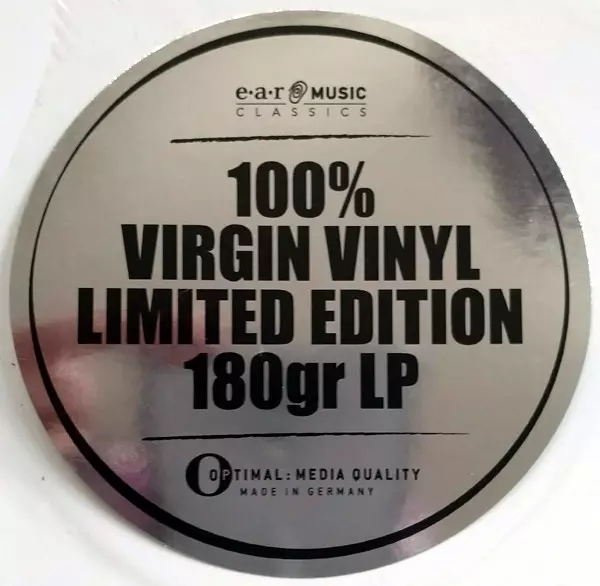 e·a·r MUSIC
CLASSICS
100%
VIRGIN VINYL
LIMITED EDITION
180gr LP
OPTIMAL: MEDIA QUALITY
MADE IN GERMANY